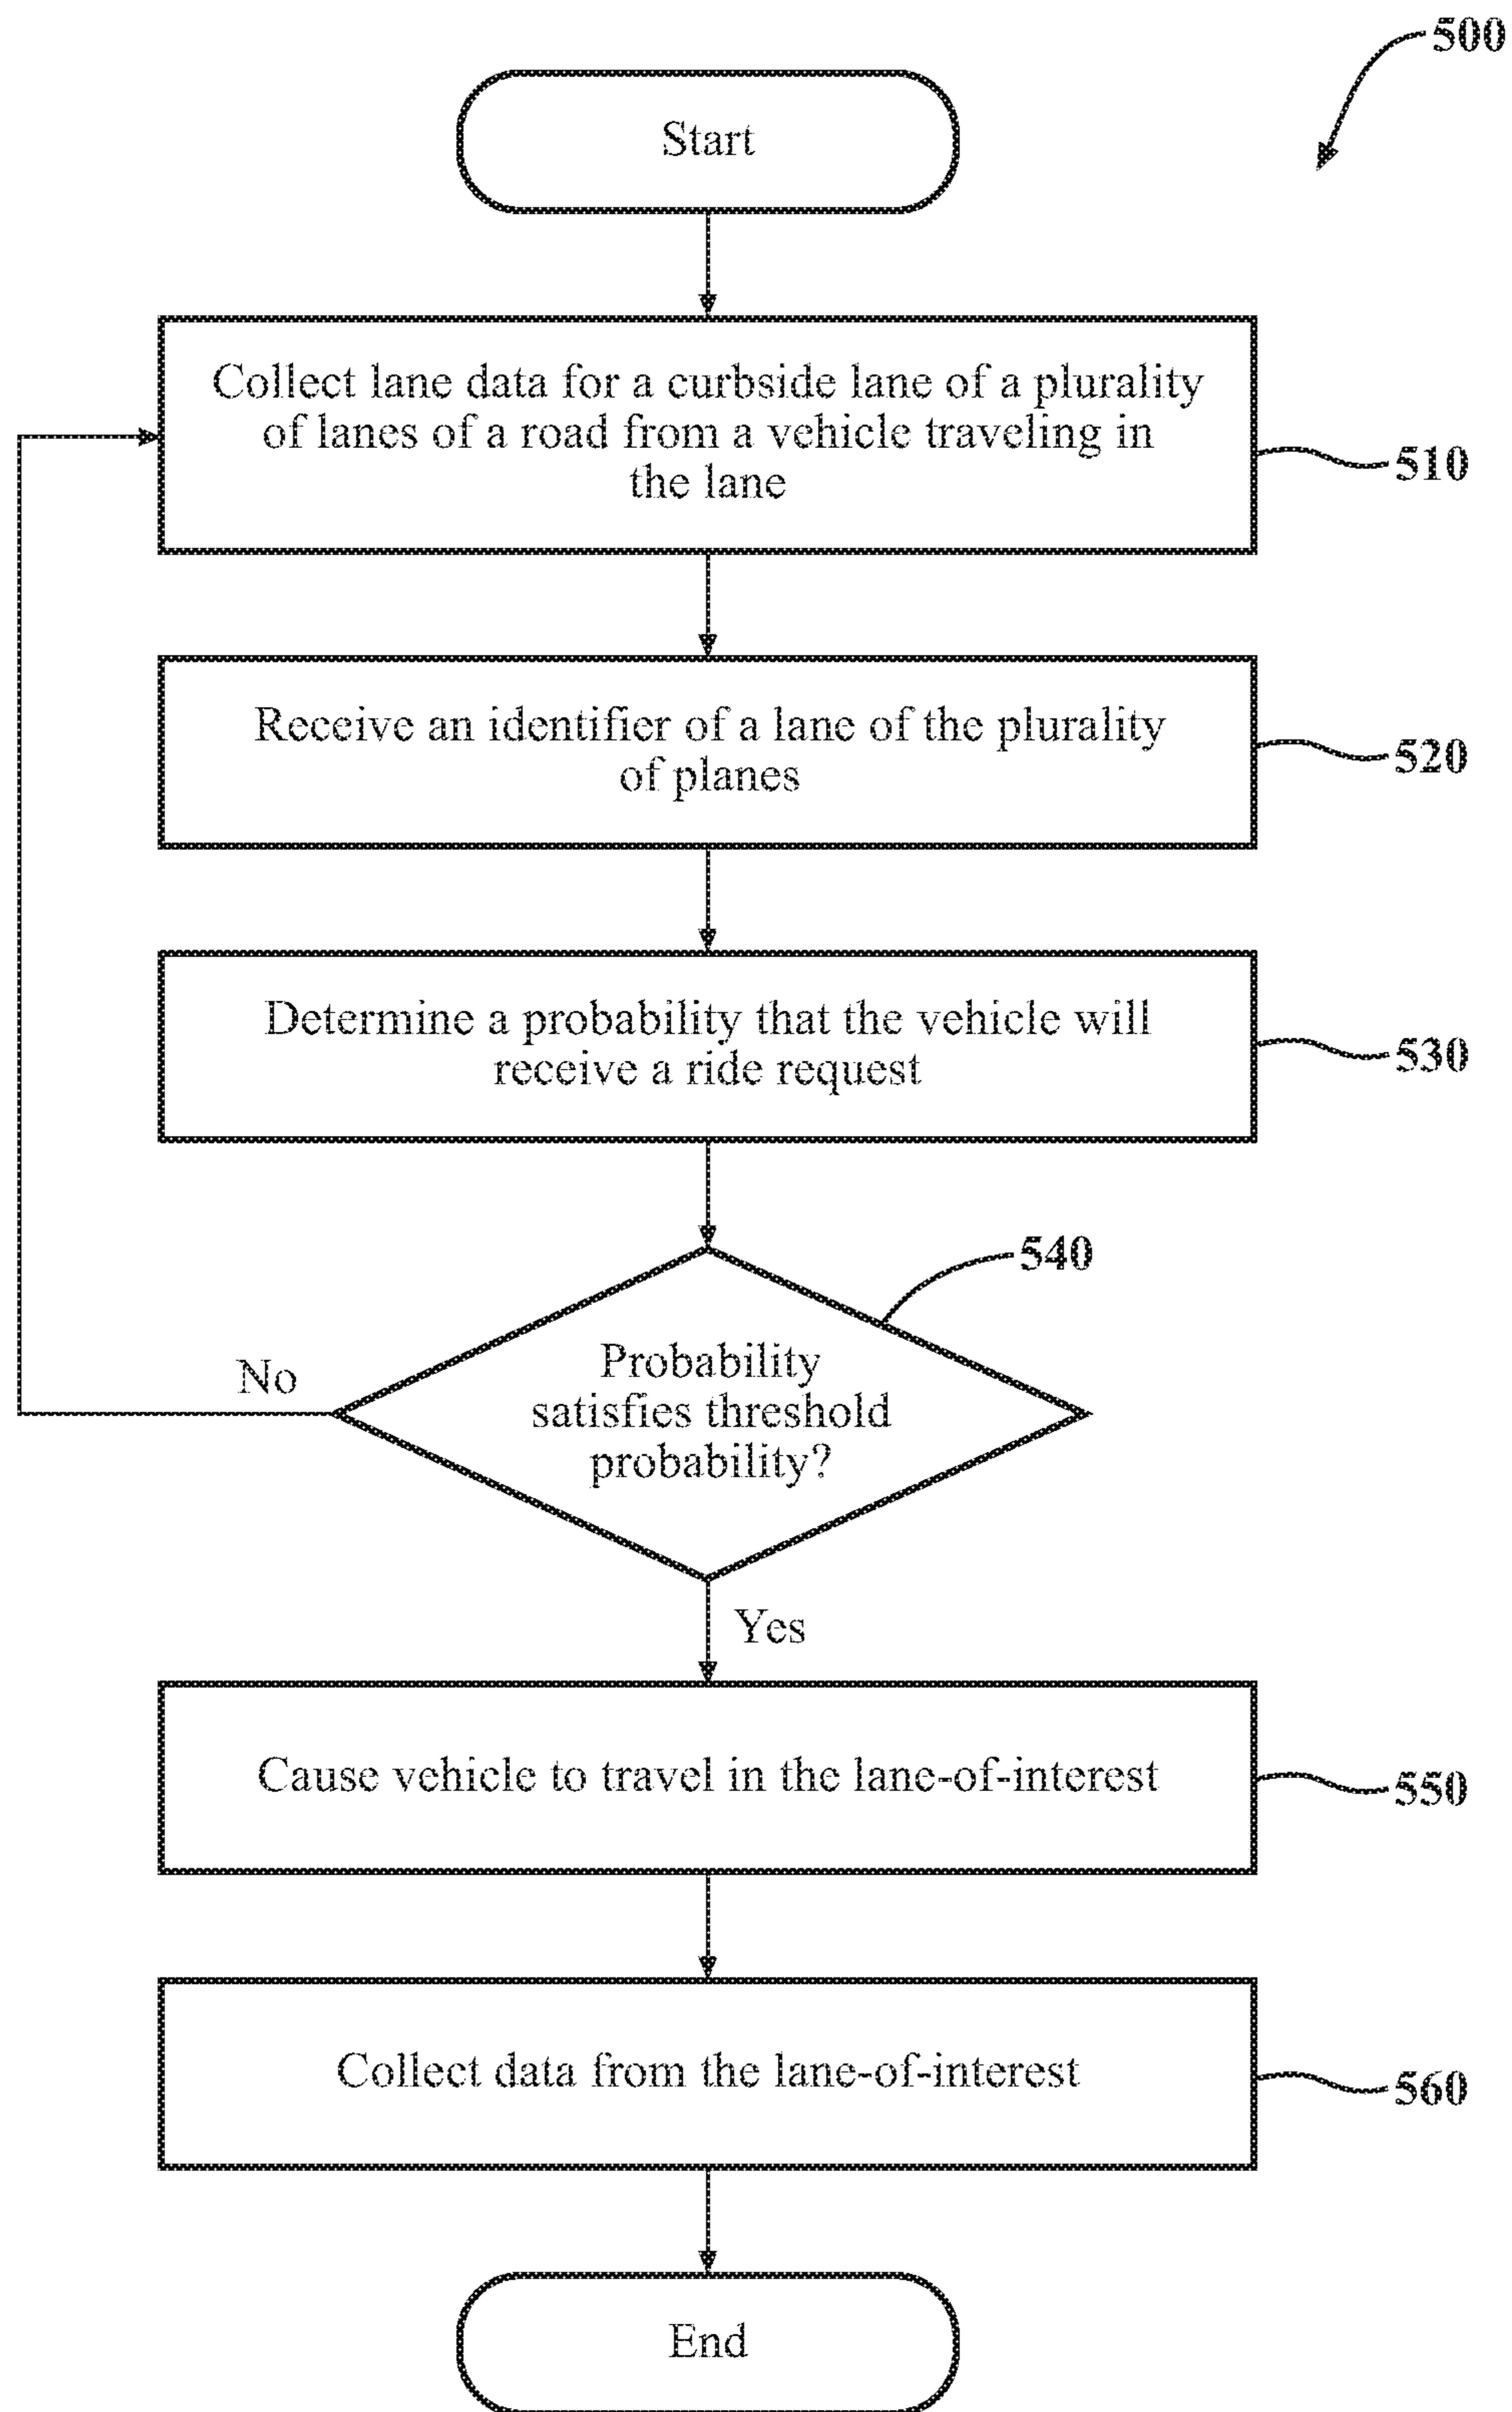 500
Start
Collect lane data for a curbside lane of a plurality
of lanes of a road from a vehicle traveling in
the lane
510
Receive an identifier of a lane of the plurality
of planes
520
Determine a probability that the vehicle will
receive a ride request
530
540
Probability
satisfies threshold
probability?
No
Yes
Cause vehicle to travel in the lane-of-interest
550
Collect data from the lane-of-interest
560
End